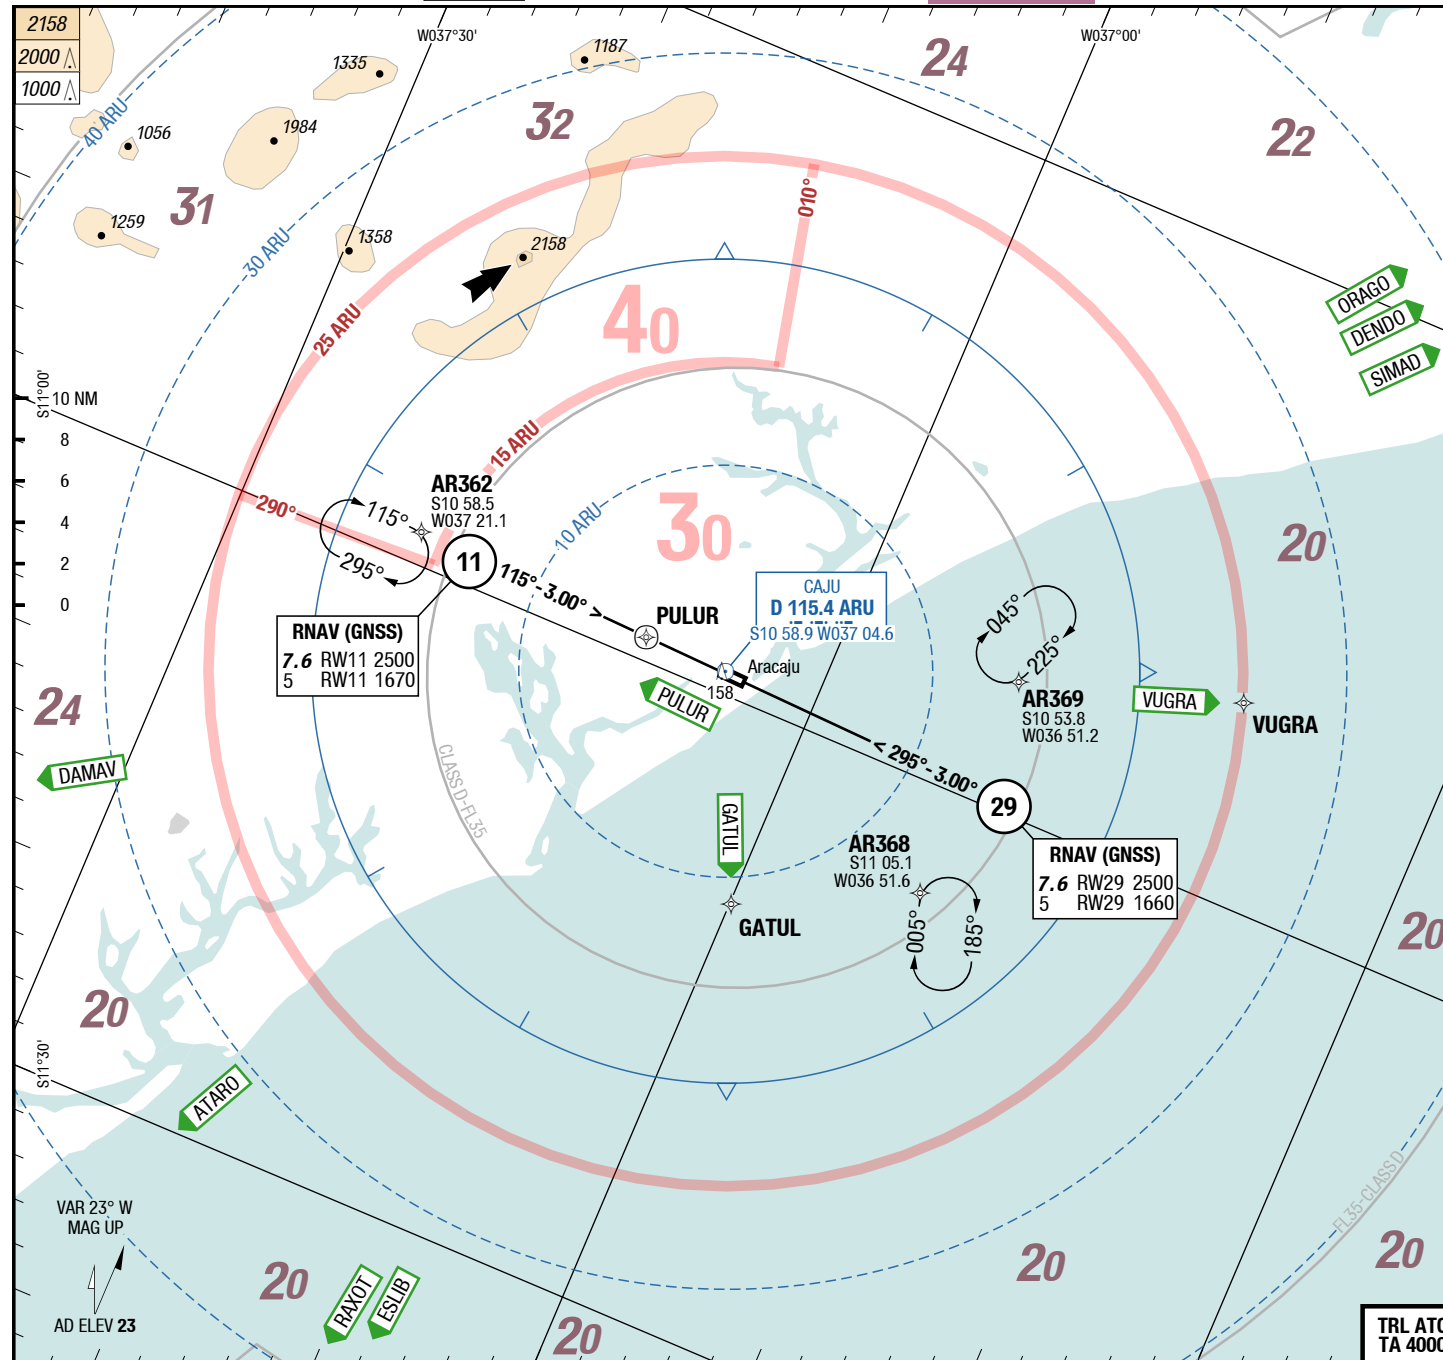 2158
2000
1000
W037°30'
W037°00'
1335
1187
24
1056
1984
32
22
40 ARU
31
1259
1358
2158
30 ARU
010°
25 ARU
40
ORAGO
DENDO
SIMAD
S11°00'
10 NM
8
6
4
2
0
15 ARU
AR362
S10 58.5
W037 21.1
290°
115°
295°
11
115°-3.00° >
10 ARU
30
20
RNAV (GNSS)
7.6 RW11 2500
5 RW11 1670
PULUR
CAJU
D 115.4 ARU
S10 58.9 W037 04.6
Aracaju
158
PULUR
045°
225°
AR369
S10 53.8
W036 51.2
VUGRA
VUGRA
24
DAMAV
CLASS D-FL35
< 295°-3.00°
29
GATUL
AR368
S11 05.1
W036 51.6
RNAV (GNSS)
7.6 RW29 2500
5 RW29 1660
GATUL
005°
185°
20
20
S11°30'
ATARO
VAR 23° W
MAG UP
AD ELEV 23
20
RAXOT
ESLIB
20
20
20
FL35-CLASS D
TRL ATC
TA 4000